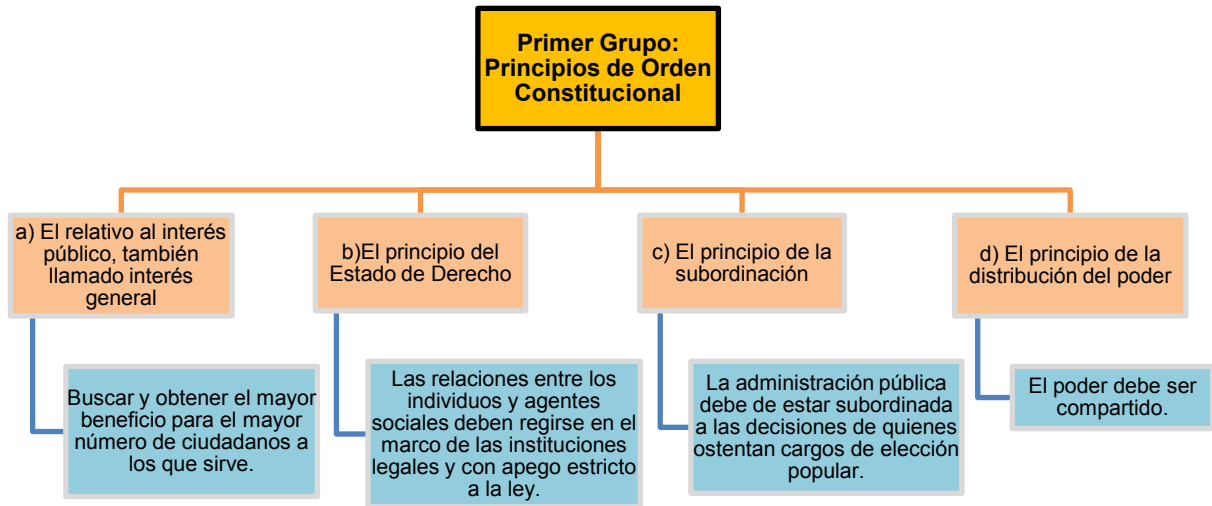 Primer Grupo:
Principios de Orden
Constitucional
a) El relativo al interés
público, también
llamado interés
general
b)El principio del
Estado de Derecho
c) El principio de la
subordinación
d) El principio de la
distribución del poder
Buscar y obtener el mayor
beneficio para el mayor
número de ciudadanos a
los que sirve.
Las relaciones entre los
individuos y agentes
sociales deben regirse en el
marco de las instituciones
legales y con apego estricto
a la ley.
La administración pública
debe de estar subordinada
a las decisiones de quienes
ostentan cargos de elección
popular.
El poder debe ser
compartido.